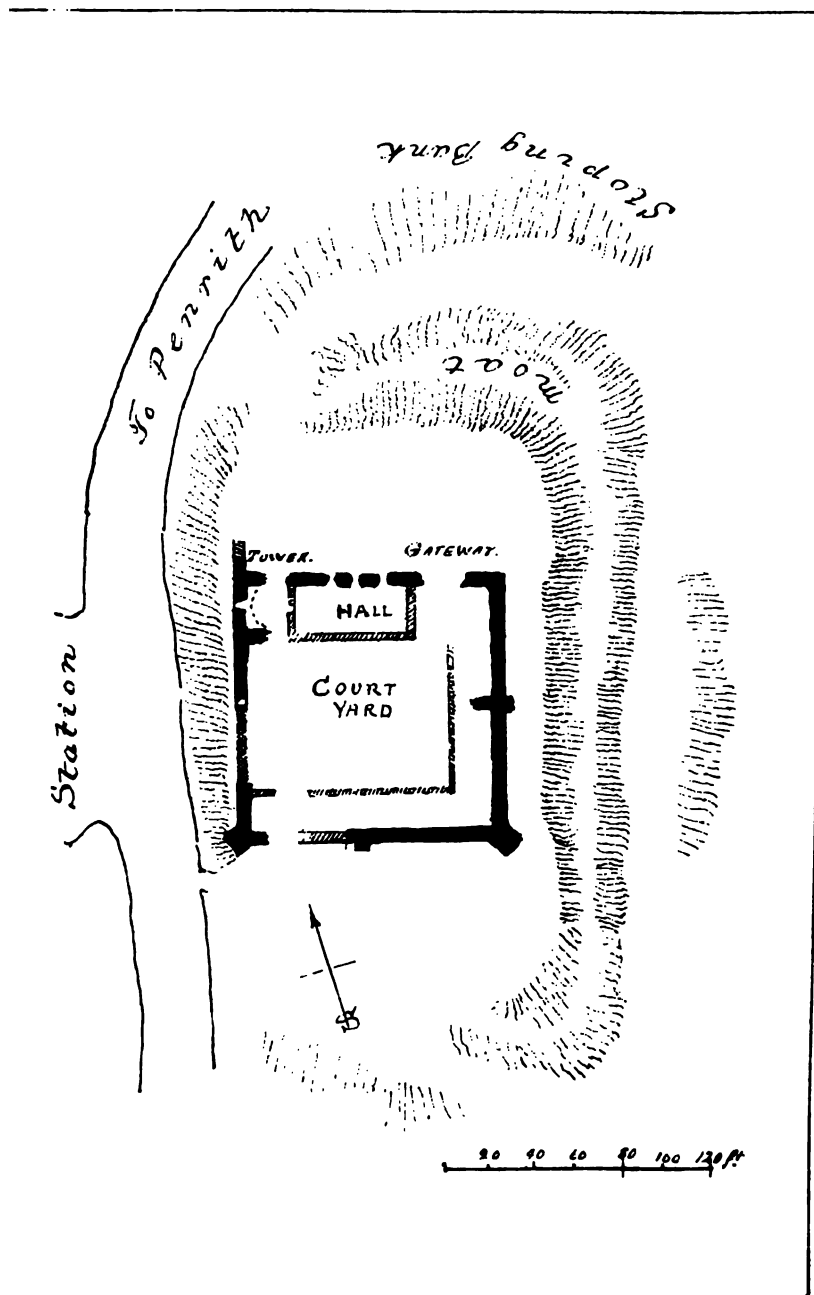 Sloping Bank
To Penrith
Moat
TOWER.
GATEWAY.
HALL
COURT
YARD
Station
20 40 60 80 100 120 ft